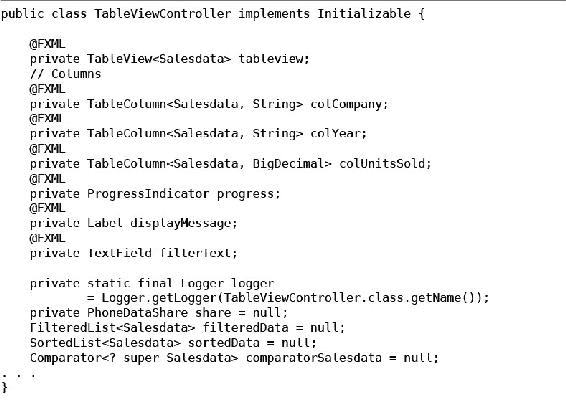 public class TableViewController implements Initializable {
@FXML
private TableView<Salesdata> tableview;
// Columns
@FXML
private TableColumn<Salesdata, String> colCompany;
@FXML
private TableColumn<Salesdata, String> colYear;
@FXML
private TableColumn<Salesdata, BigDecimal> colUnitsSold;
@FXML
private ProgressIndicator progress;
@FXML
private Label displayMessage;
@FXML
private TextField filterText;
private static final Logger logger
= Logger.getLogger(TableViewController.class.getName());
private PhoneDataShare share = null;
FilteredList<Salesdata> filteredData = null;
SortedList<Salesdata> sortedData = null;
Comparator<? super Salesdata> comparatorSalesdata = null;
. . .
}